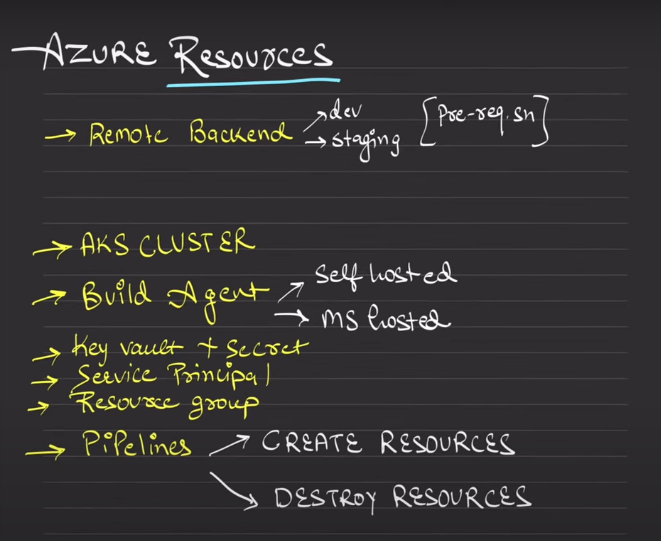 AZURE Resources
→ Remote Backend → dev → staging [Pre-req.sh]
→ AKS CLUSTER
→ Build Agent → Self hosted → MS hosted
→ Key vault + Secret
→ Service Principal
→ Resource group
→ Pipelines → CREATE RESOURCES
→ DESTROY RESOURCES